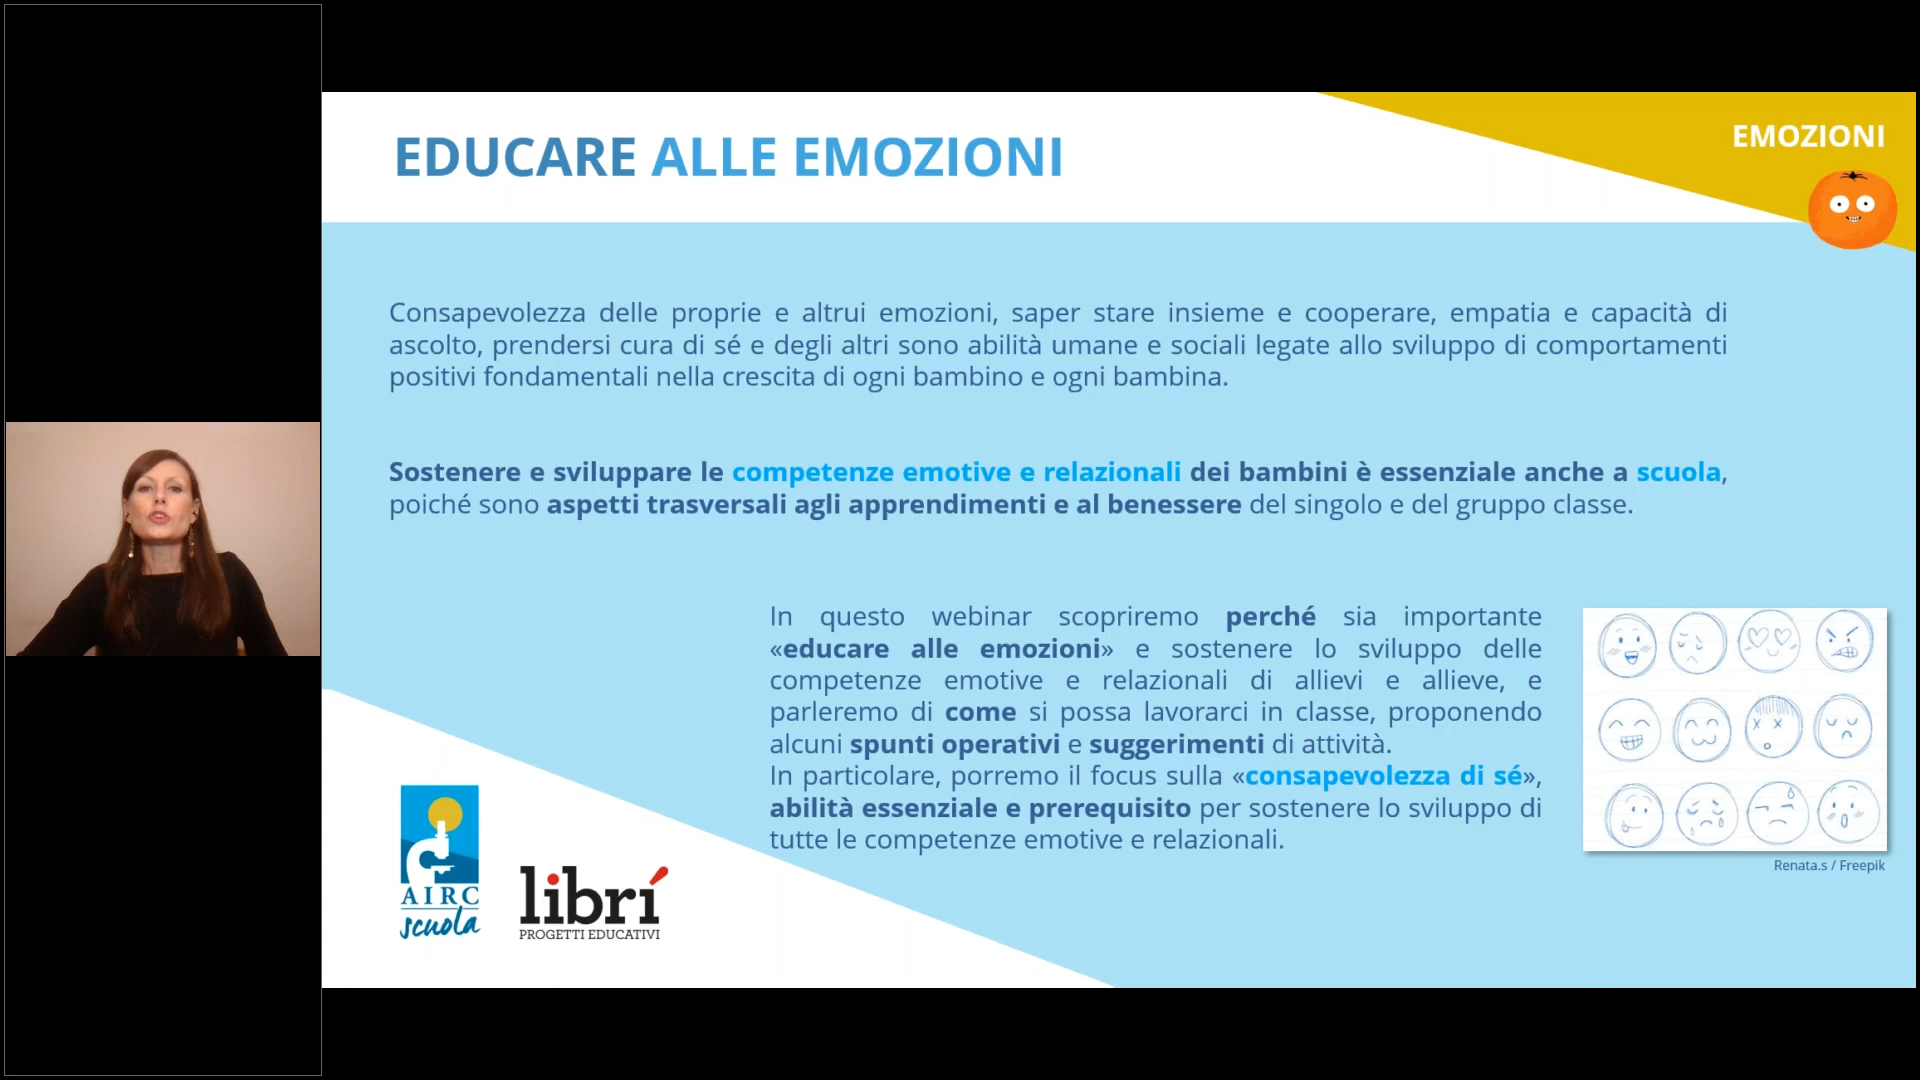 EDUCARE ALLE EMOZIONI
EMOZIONI
Consapevolezza delle proprie e altrui emozioni, saper stare insieme e cooperare, empatia e capacità di
ascolto, prendersi cura di sé e degli altri sono abilità umane e sociali legate allo sviluppo di comportamenti
positivi fondamentali nella crescita di ogni bambino e ogni bambina.
Sostenere e sviluppare le competenze emotive e relazionali dei bambini è essenziale anche a scuola,
poiché sono aspetti trasversali agli apprendimenti e al benessere del singolo e del gruppo classe.
In questo webinar scopriremo perché sia importante
«educare alle emozioni» e sostenere lo sviluppo delle
competenze emotive e relazionali di allievi e allieve, e
parleremo di come si possa lavorarci in classe, proponendo
alcuni spunti operativi e suggerimenti di attività.
In particolare, porremo il focus sulla «consapevolezza di sé»,
abilità essenziale e prerequisito per sostenere lo sviluppo di
tutte le competenze emotive e relazionali.
Renata.s / Freepik
AIRC
scuola
librí
PROGETTI EDUCATIVI